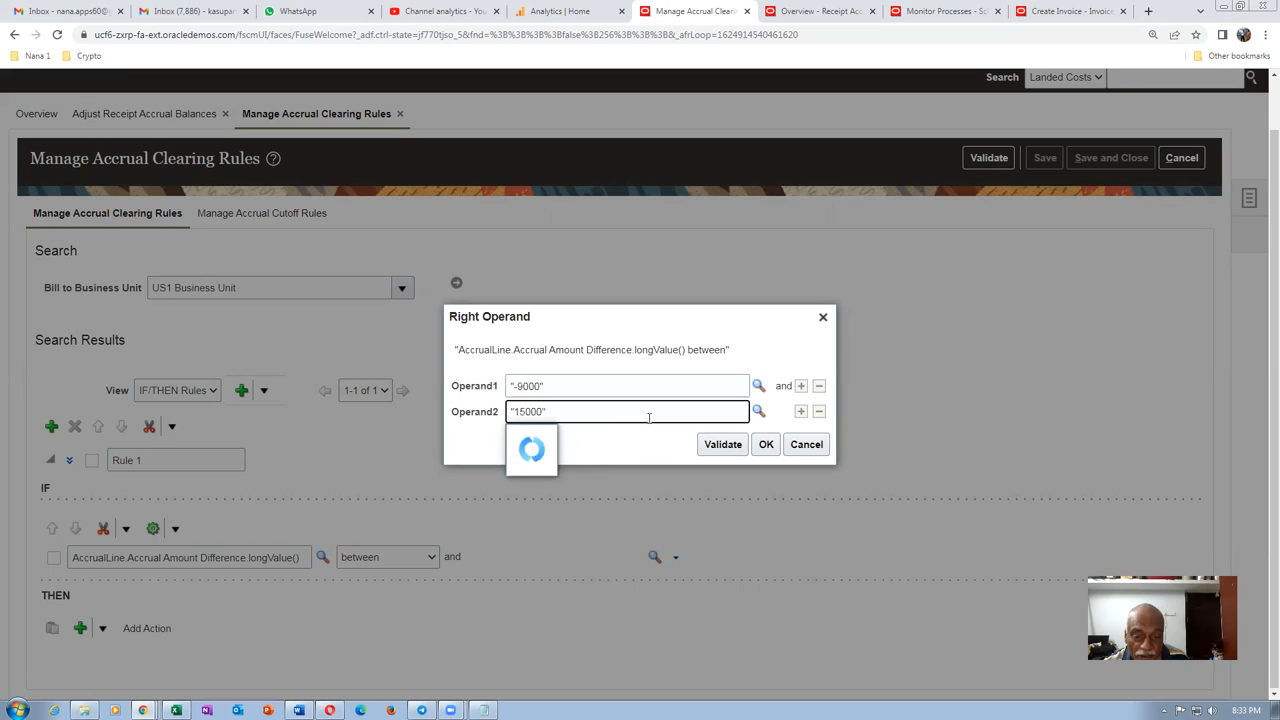 Inbox - nana.apps60@
Inbox (7,886) - kasupar
WhatsApp
Channel analytics - You
Analytics | Home
Manage Accrual Clearin
Overview - Receipt Acc
Monitor Processes - Sc
Create Invoice - Invoice
ucf6-zxrp-fa-ext.oracledemos.com/fscmUI/faces/FuseWelcome?_adf.ctrl-state=jf770tjso_5&fnd=%3B%3B%3B%3Bfalse%3B256%3B%3B%3B&_afrLoop=1624914540461620
Nana 1
Crypto
Other bookmarks
Search
Landed Costs
Overview
Adjust Receipt Accrual Balances
Manage Accrual Clearing Rules
Manage Accrual Clearing Rules
Validate
Save
Save and Close
Cancel
Manage Accrual Clearing Rules
Manage Accrual Cutoff Rules
Search
Bill to Business Unit
US1 Business Unit
Right Operand
Search Results
"AccrualLine.Accrual Amount Difference.longValue() between"
View
IF/THEN Rules
1-1 of 1
Operand1
"-9000"
and
Operand2
"15000"
Validate
OK
Cancel
Rule 1
IF
AccrualLine.Accrual Amount Difference.longValue()
between
and
THEN
Add Action
8:33 PM